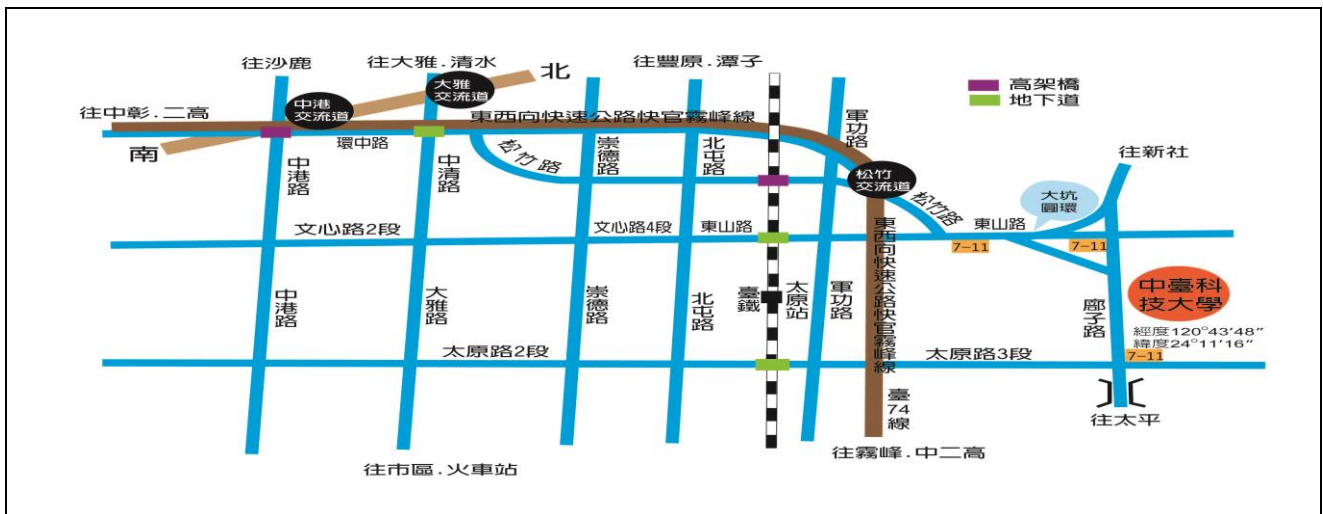 往沙鹿
往大雅.清水
北
往豐原.潭子
高架橋
地下道
大雅
交流道
中港
交流道
往中彰.二高
東西向快速公路快官霧峰線
軍功路
南
環中路
松竹路
崇德路
北屯路
往新社
中港路
中清路
松竹
交流道
松竹路
大坑
圓環
文心路2段
文心路4段
東山路
東山路
7-11
7-11
東西向快速公路快官霧峰線
中港路
大雅路
崇德路
北屯路
臺鐵
太原站
軍功路
廍子路
中臺科
技大學
經度120°43'48"
緯度24°11'16"
太原路2段
太原路3段
7-11
臺74線
往太平
往霧峰.中二高
往市區.火車站